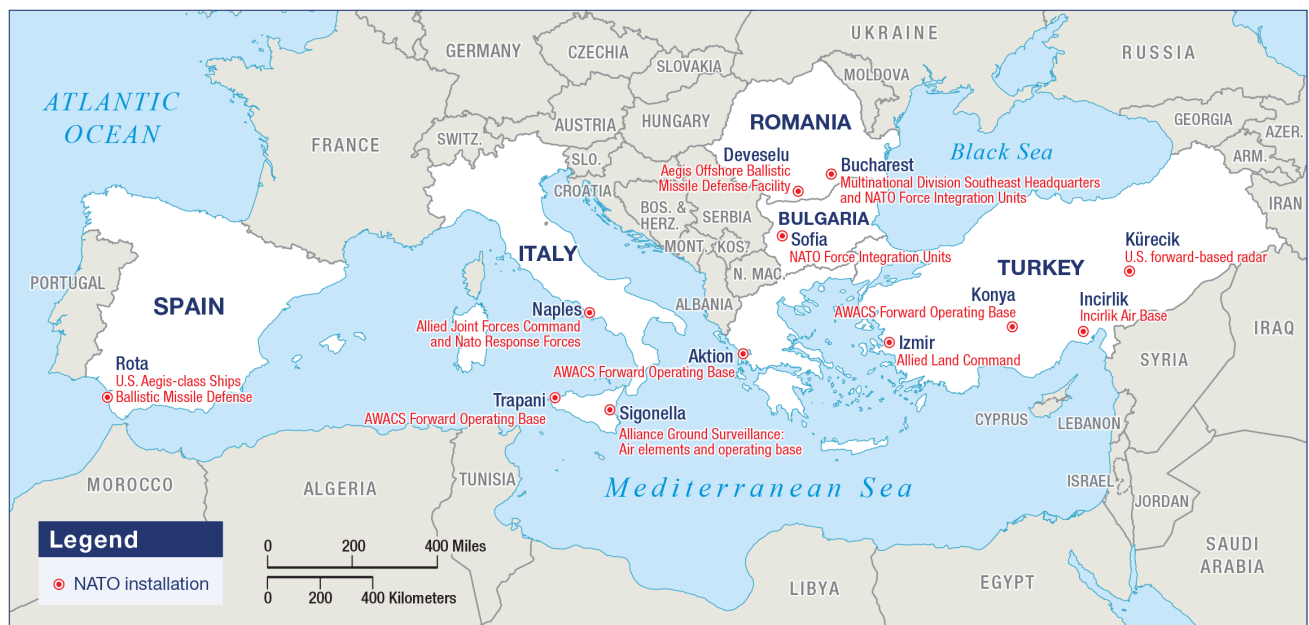 UKRAINE
RUSSIA
GERMANY
CZECHIA
SLOVAKIA
MOLDOVA
ATLANTIC
OCEAN
FRANCE
SWITZ.
AUSTRIA
HUNGARY
ROMANIA
GEORGIA
AZER.
ARM.
SLO.
CROATIA
Deveselu
Aegis Offshore Ballistic
Missile Defense Facility
Bucharest
Multinational Division Southeast Headquarters
and NATO Force Integration Units
Black Sea
IRAN
BOS. &
HERZ.
SERBIA
BULGARIA
Sofia
NATO Force Integration Units
MONT.
KOS.
N. MAC.
ALBANIA
ITALY
Kürecik
U.S. forward-based radar
TURKEY
PORTUGAL
SPAIN
Naples
Allied Joint Forces Command
and Nato Response Forces
Konya
AWACS Forward Operating Base
Incirlik
Incirlik Air Base
IRAQ
Izmir
Allied Land Command
Aktion
AWACS Forward Operating Base
SYRIA
Rota
U.S. Aegis-class Ships
Ballistic Missile Defense
Trapani
AWACS Forward Operating Base
Sigonella
Alliance Ground Surveillance:
Air elements and operating base
CYPRUS
LEBANON
MOROCCO
ALGERIA
TUNISIA
Mediterranean Sea
ISRAEL
JORDAN
SAUDI
ARABIA
LIBYA
EGYPT
Legend
NATO installation
0 200 400 Miles
0 200 400 Kilometers